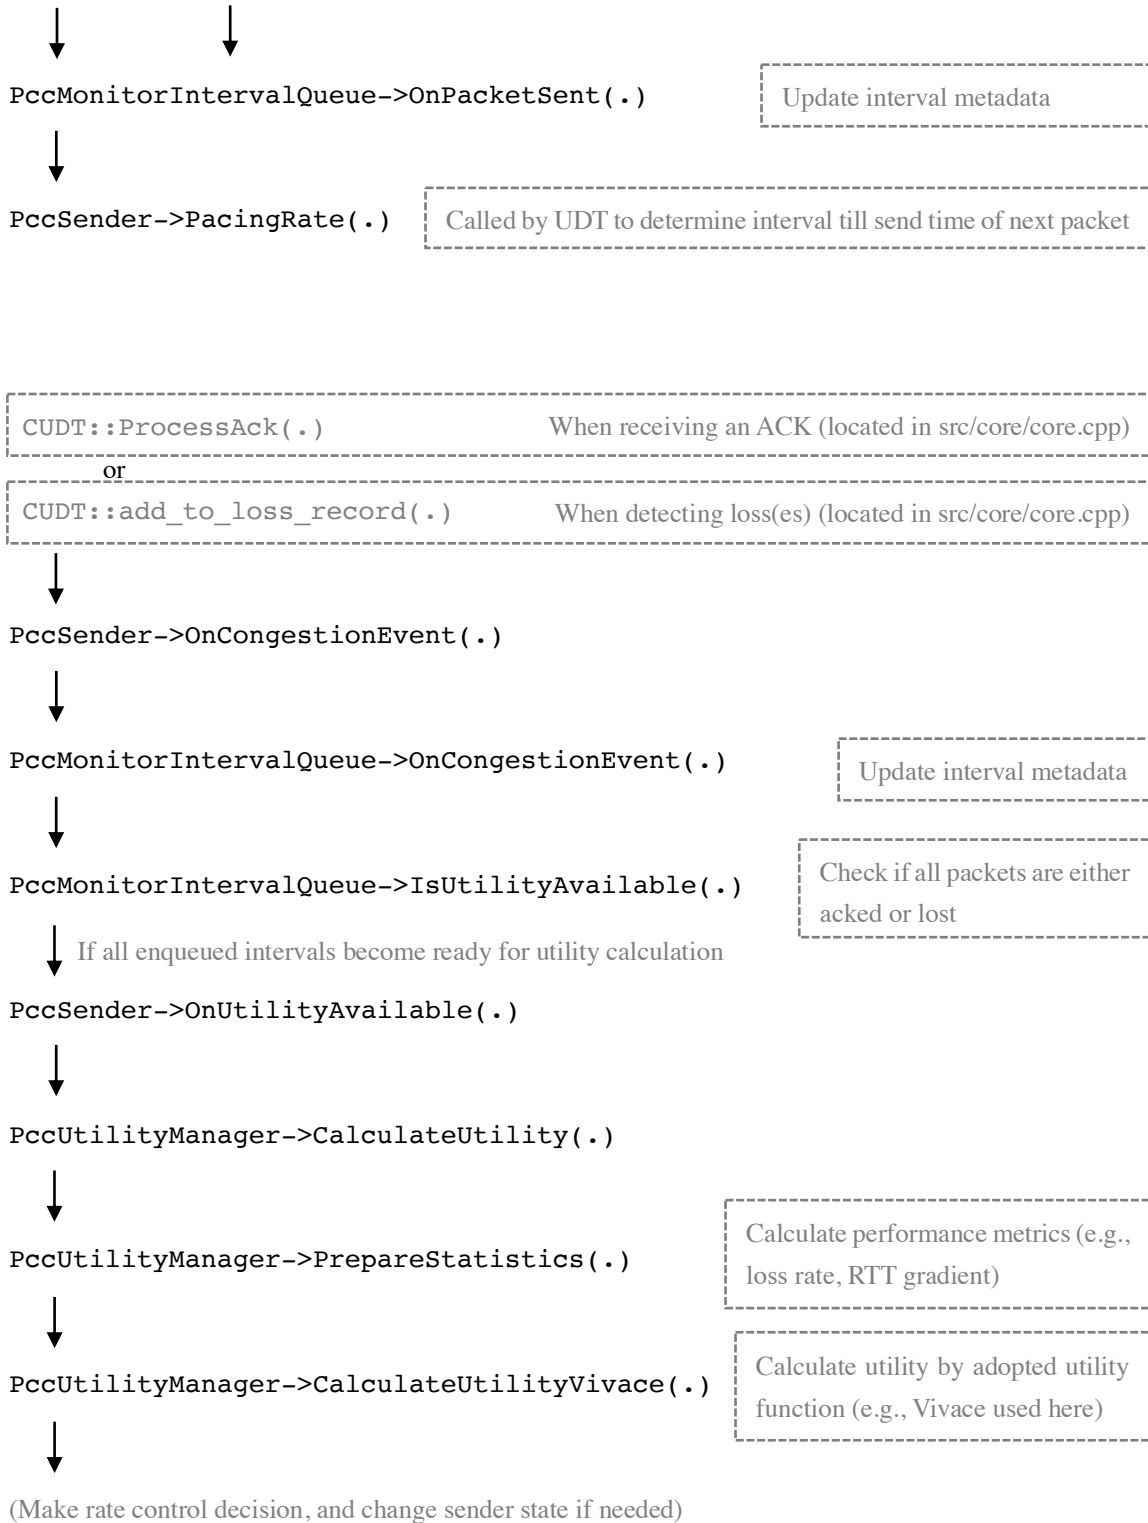 PccMonitorIntervalQueue->OnPacketSent(.)
Update interval metadata
PccSender->PacingRate(.)
Called by UDT to determine interval till send time of next packet
CUDT::ProcessAck(.)
When receiving an ACK (located in src/core/core.cpp)
or
CUDT::add_to_loss_record(.)
When detecting loss(es) (located in src/core/core.cpp)
PccSender->OnCongestionEvent(.)
PccMonitorIntervalQueue->OnCongestionEvent(.)
Update interval metadata
PccMonitorIntervalQueue->IsUtilityAvailable(.)
Check if all packets are either
acked or lost
If all enqueued intervals become ready for utility calculation
PccSender->OnUtilityAvailable(.)
PccUtilityManager->CalculateUtility(.)
PccUtilityManager->PrepareStatistics(.)
Calculate performance metrics (e.g.,
loss rate, RTT gradient)
PccUtilityManager->CalculateUtilityVivace(.)
Calculate utility by adopted utility
function (e.g., Vivace used here)
(Make rate control decision, and change sender state if needed)